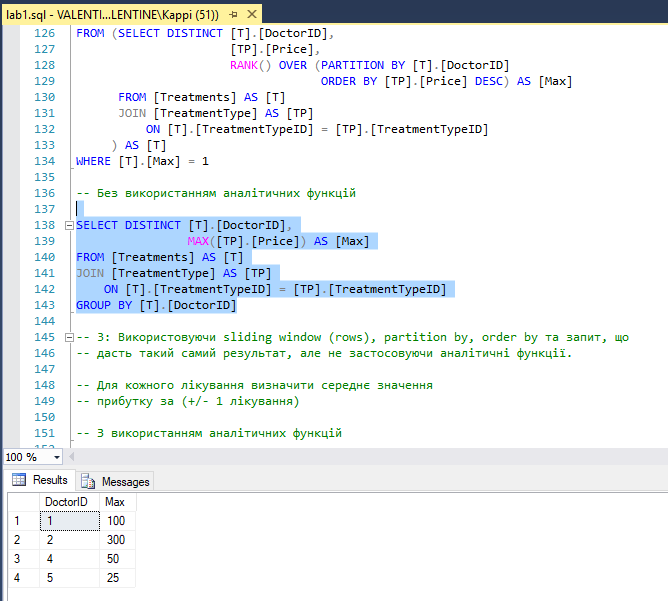 lab1.sql - VALENTI...LENTINE\Kappi (51))
126 FROM (SELECT DISTINCT [T].[DoctorID],
127 [TP].[Price],
128 RANK() OVER (PARTITION BY [T].[DoctorID]
129 ORDER BY [TP].[Price] DESC) AS [Max]
130 FROM [Treatments] AS [T]
131 JOIN [TreatmentType] AS [TP]
132 ON [T].[TreatmentTypeID] = [TP].[TreatmentTypeID]
133 ) AS [T]
134 WHERE [T].[Max] = 1
135
136 -- Без використанням аналітичних функцій
137
138 SELECT DISTINCT [T].[DoctorID],
139 MAX([TP].[Price]) AS [Max]
140 FROM [Treatments] AS [T]
141 JOIN [TreatmentType] AS [TP]
142 ON [T].[TreatmentTypeID] = [TP].[TreatmentTypeID]
143 GROUP BY [T].[DoctorID]
144
145 -- 3: Використовуючи sliding window (rows), partition by, order by та запит, що
146 -- дасть такий самий результат, але не застосовуючи аналітичні функції.
147
148 -- Для кожного лікування визначити середнє значення
149 -- прибутку за (+/- 1 лікування)
150
151 -- З використанням аналітичних функцій
100 %
Results Messages
DoctorID Max
1 1 100
2 2 300
3 4 50
4 5 25